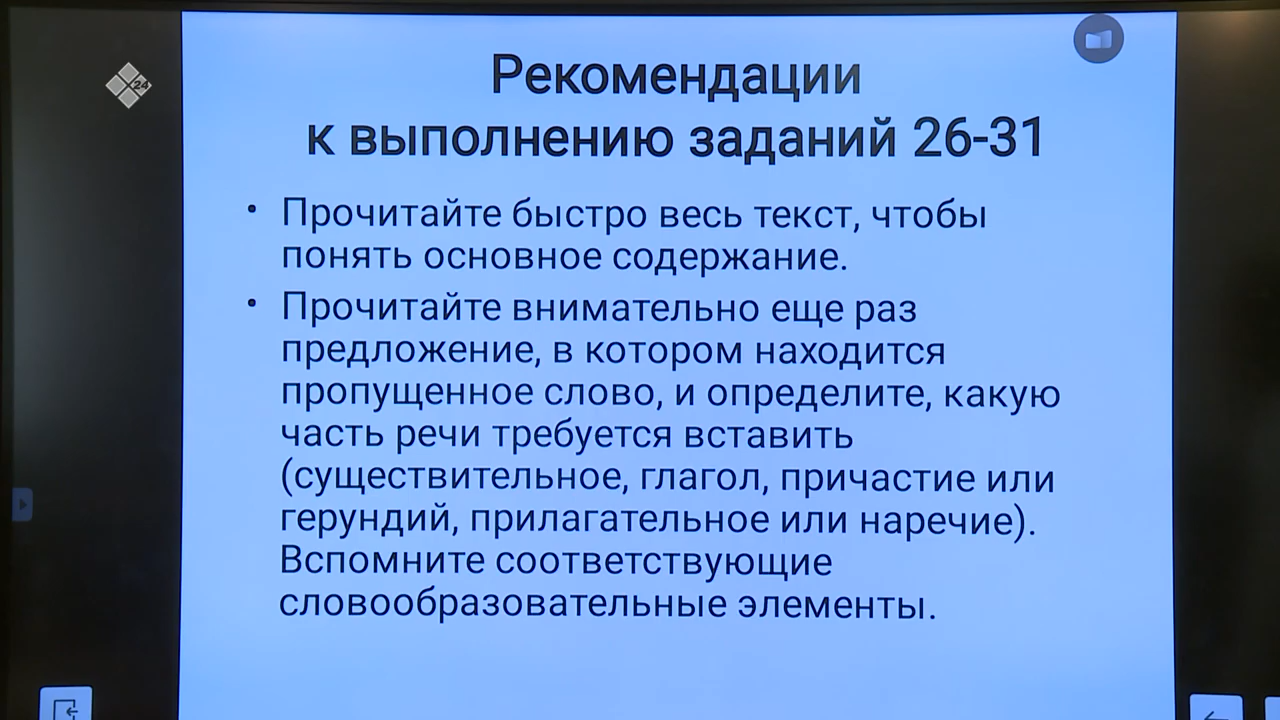 24
Рекомендации
к выполнению заданий 26-31
• Прочитайте быстро весь текст, чтобы
понять основное содержание.
• Прочитайте внимательно еще раз
предложение, в котором находится
пропущенное слово, и определите, какую
часть речи требуется вставить
(существительное, глагол, причастие или
герундий, прилагательное или наречие).
Вспомните соответствующие
словообразовательные элементы.